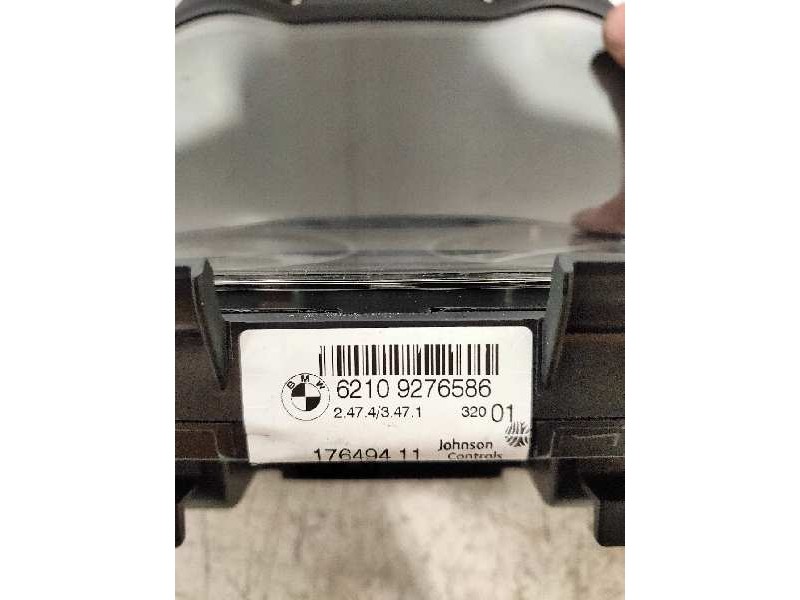 BMW
6210 9276586
2.47.4/3.47.1 320 01
176494 11 Johnson
Controls